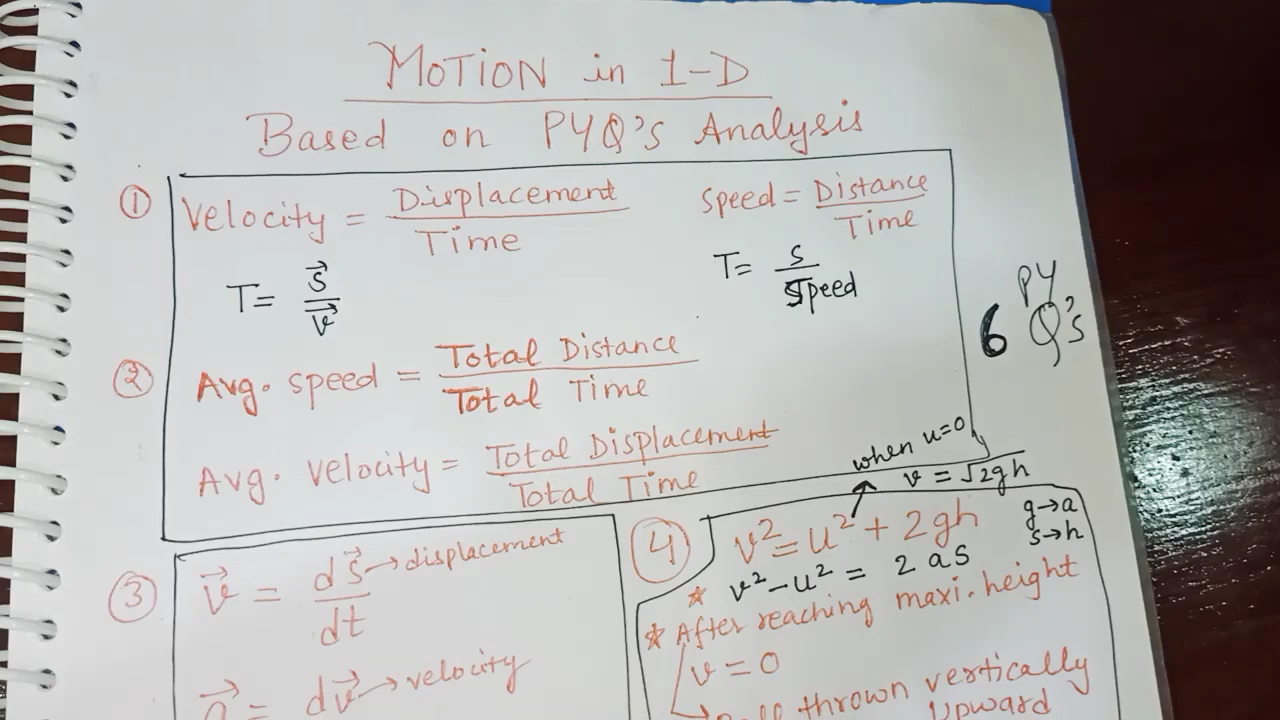 MOTION in 1-D
Based on PYQ's Analysis
① Velocity = Displacement / Time
Speed = Distance / Time
T = s⃗ / v⃗
T = s / Speed
6 PY Q's
② Avg. speed = Total Distance / Total Time
Avg. velocity = Total Displacement / Total Time
when u=0
v = √2gh
③ v⃗ = ds⃗ / dt → displacement
a⃗ = dv⃗ → velocity
④ v² = u² + 2gh
g→a
s→h
* v² - u² = 2as
* After reaching maxi. height
v = 0
→ Ball thrown vertically
Upward